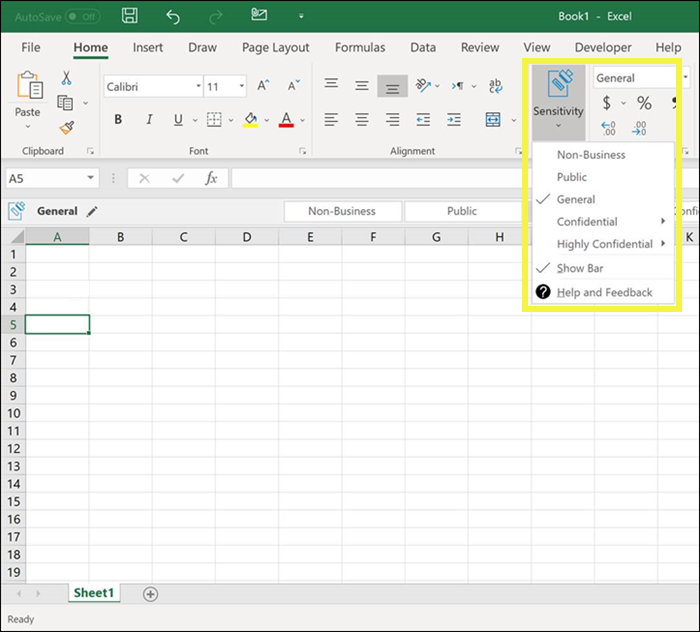 AutoSave Off Book1 - Excel
File Home Insert Draw Page Layout Formulas Data Review View Developer Help
Paste
Calibri 11 A^ A˅
B I U A
ab
Sensitivity
General
$ % 
←0 .00
.00 →0
Clipboard Font Alignment
Non-Business
Public
General
Confidential
Highly Confidential
Show Bar
Help and Feedback
A5 fx
General Non-Business Public
A B C D E F G H K
1
2
3
4
5
6
7
8
9
10
11
12
13
14
15
16
17
18
19
Sheet1
Ready